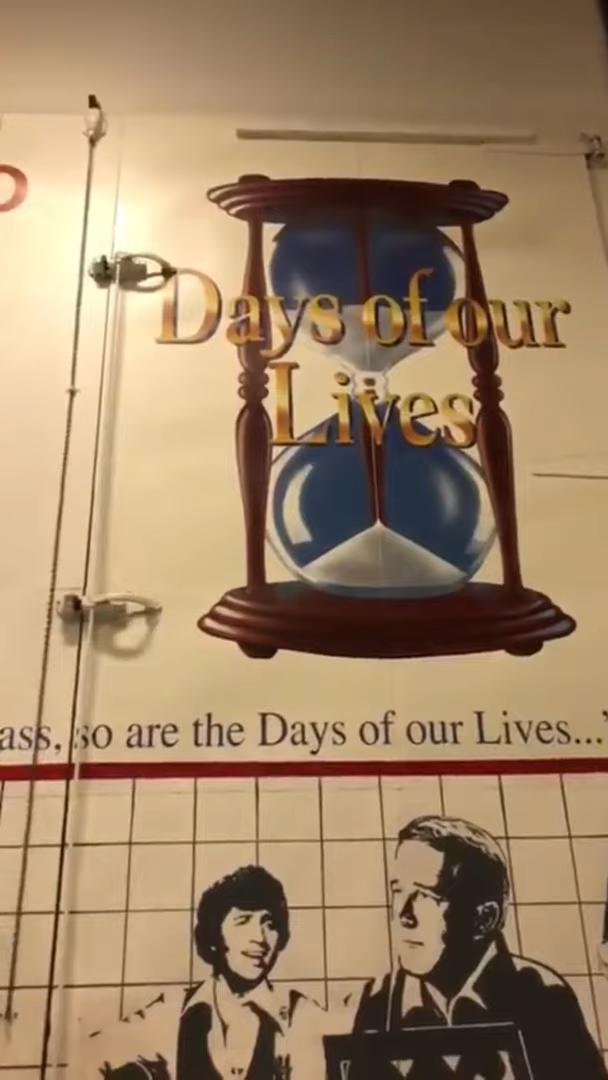 Days of our
Lives
ass, so are the Days of our Lives..."